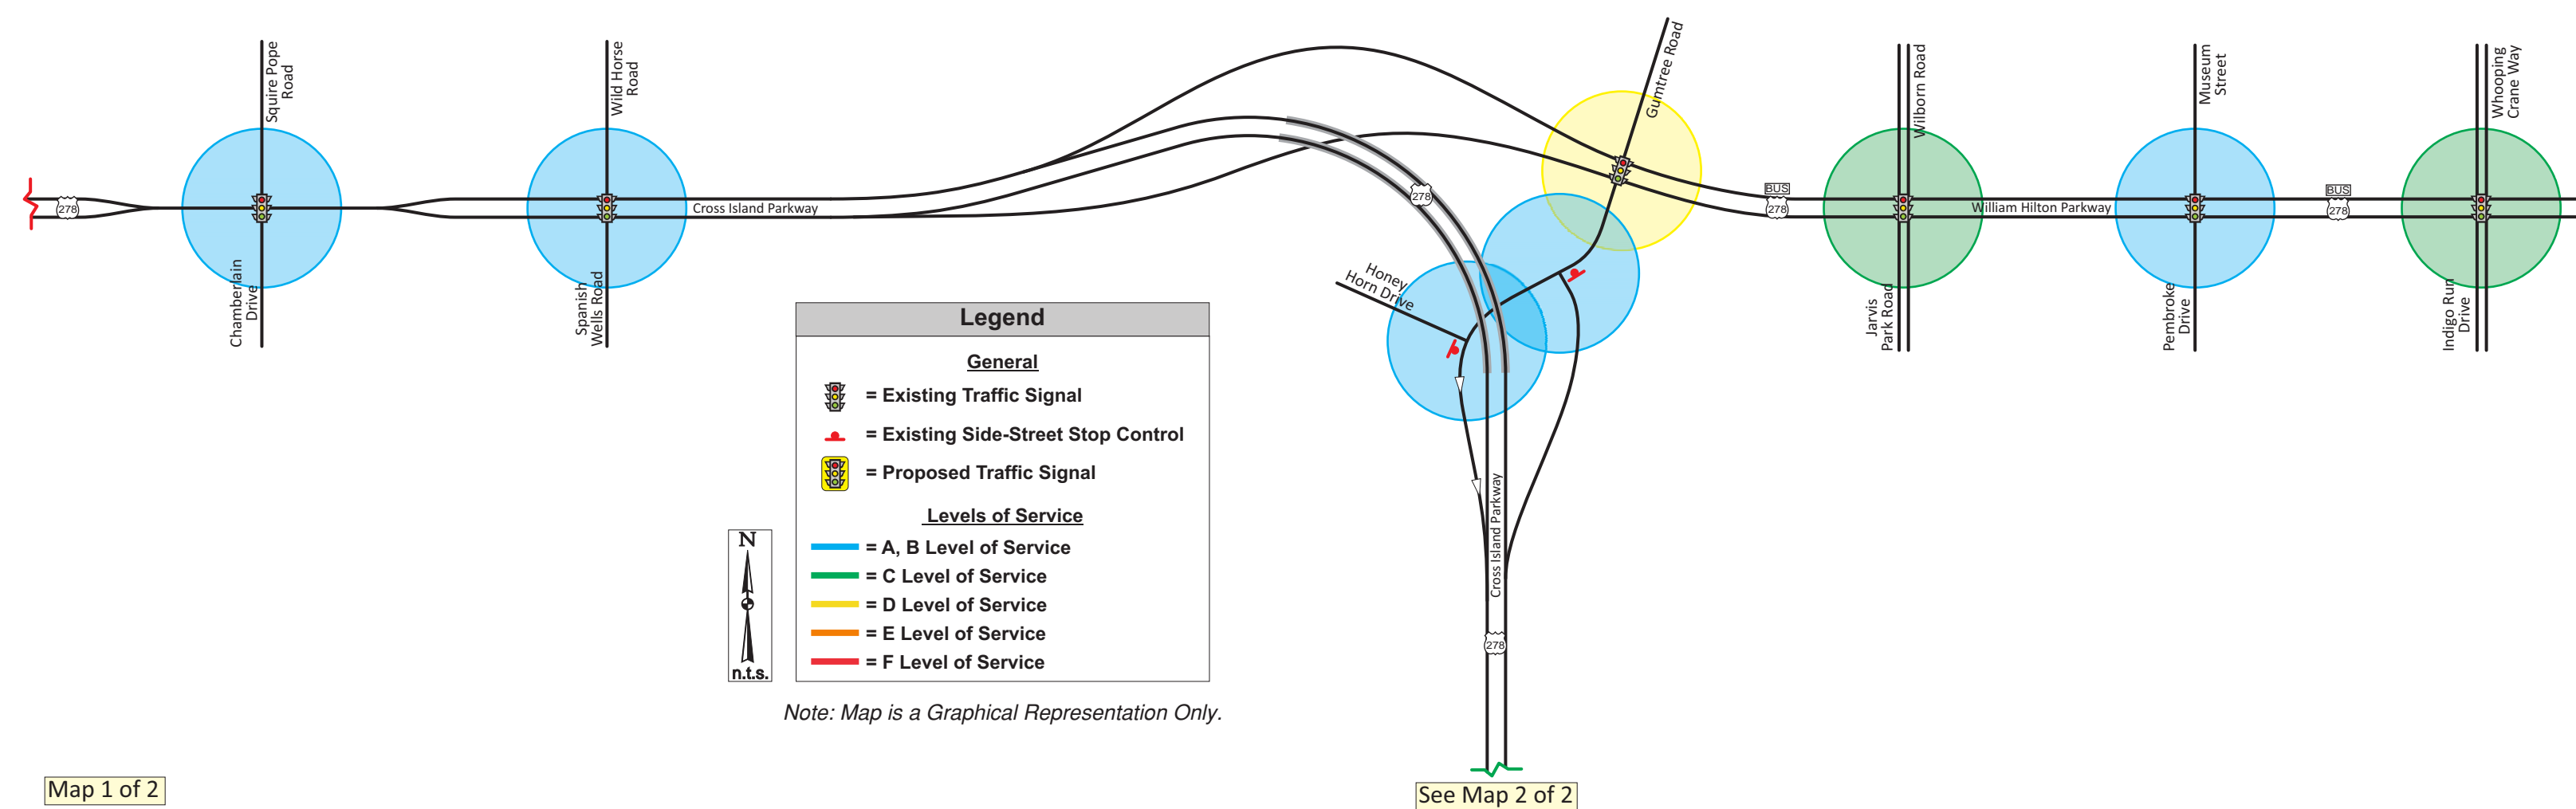 Squire Pope
Road
Chamberlain
Drive
278
Wild Horse
Road
Spanish
Wells Road
Cross Island Parkway
278
Gumtree Road
Honey
Horn Drive
BUS
278
Wilborn Road
Jarvis
Park Road
William Hilton Parkway
Museum
Street
Pembroke
Drive
BUS
278
Whooping
Crane Way
Indigo Run
Drive
Cross Island Parkway
278
Legend
General
= Existing Traffic Signal
= Existing Side-Street Stop Control
= Proposed Traffic Signal
Levels of Service
= A, B Level of Service
= C Level of Service
= D Level of Service
= E Level of Service
= F Level of Service
N
n.t.s.
Note: Map is a Graphical Representation Only.
Map 1 of 2
See Map 2 of 2